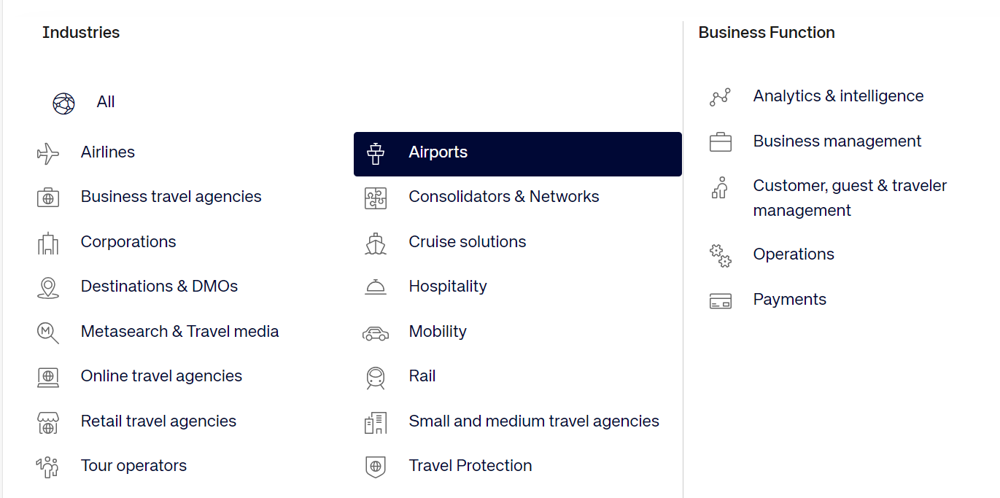 Industries
All
Airlines
Business travel agencies
Corporations
Destinations & DMOs
Metasearch & Travel media
Online travel agencies
Retail travel agencies
Tour operators
Airports
Consolidators & Networks
Cruise solutions
Hospitality
Mobility
Rail
Small and medium travel agencies
Travel Protection
Business Function
Analytics & intelligence
Business management
Customer, guest & traveler
management
Operations
Payments